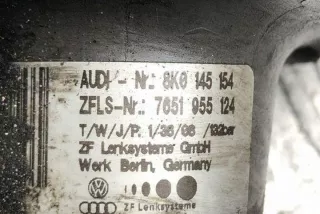 AUDI - Nr.: 8K0 145 154
ZFLS-Nr.: 7651 955 124
T/W/J/P. 1/36/08 /132bar
ZF Lenksysteme GmbH
Werk Berlin, Germany
ZF Lenksysteme